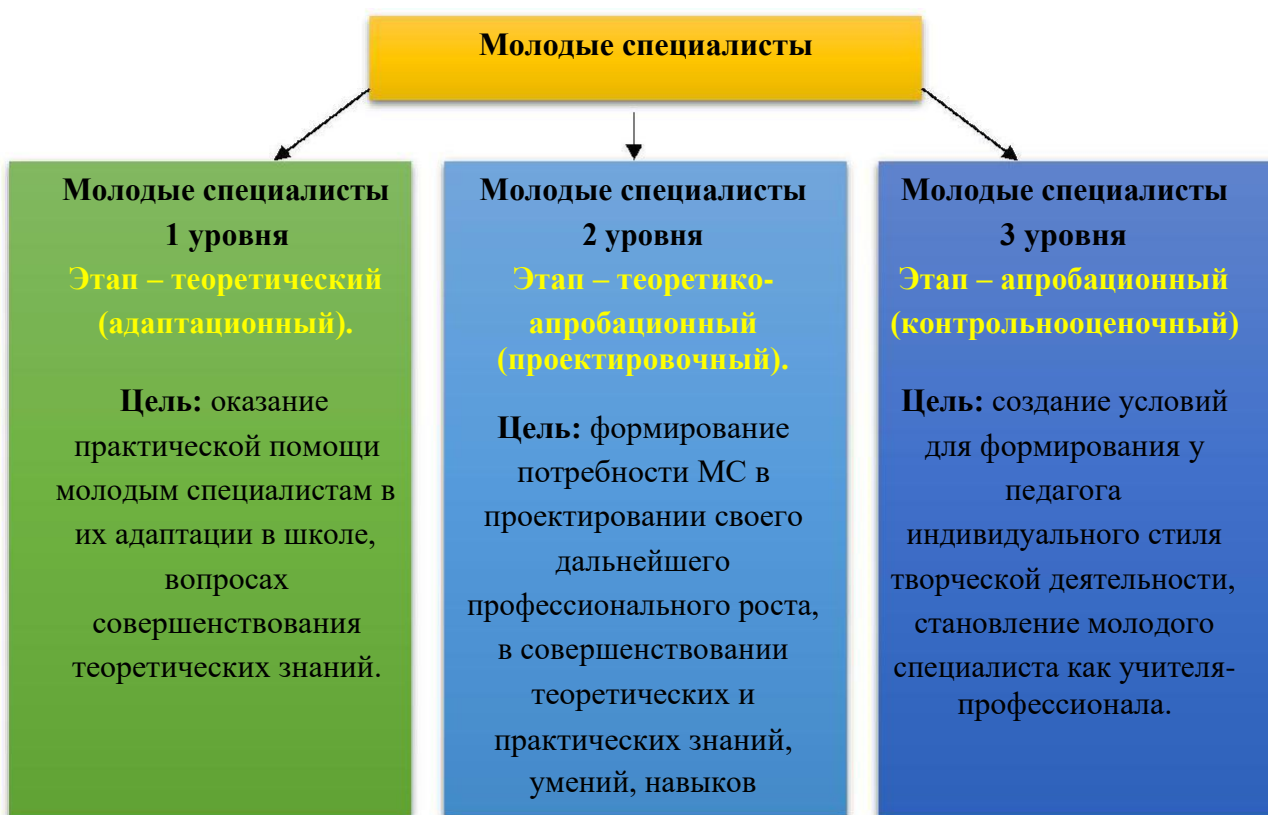 Молодые специалисты
Молодые специалисты
1 уровня
Этап – теоретический
(адаптационный).
Цель: оказание
практической помощи
молодым специалистам в
их адаптации в школе,
вопросах
совершенствования
теоретических знаний.
Молодые специалисты
2 уровня
Этап – теоретико-
апробационный
(проектировочный).
Цель: формирование
потребности МС в
проектировании своего
дальнейшего
профессионального роста,
в совершенствовании
теоретических и
практических знаний,
умений, навыков
Молодые специалисты
3 уровня
Этап – апробационный
(контрольнооценочный)
Цель: создание условий
для формирования у
педагога
индивидуального стиля
творческой деятельности,
становление молодого
специалиста как учителя-
профессионала.